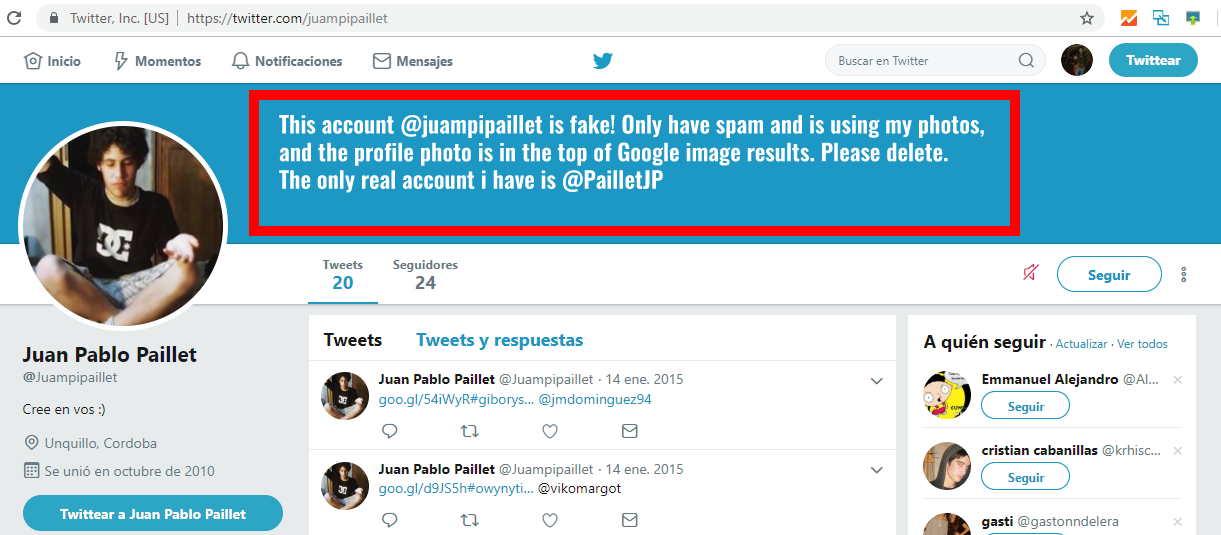 Twitter, Inc. [US] | https://twitter.com/juampipaillet
Inicio Momentos Notificaciones Mensajes Buscar en Twitter Twittear
This account @juampipaillet is fake! Only have spam and is using my photos,
and the profile photo is in the top of Google image results. Please delete.
The only real account i have is @PailletJP
Tweets Seguidores
20 24
Seguir
Juan Pablo Paillet
@Juampipaillet
Cree en vos :)
Unquillo, Cordoba
Se unió en octubre de 2010
Twittear a Juan Pablo Paillet
Tweets Tweets y respuestas
Juan Pablo Paillet @Juampipaillet · 14 ene. 2015
goo.gl/54iWyR#giborys... @jmdominguez94
Juan Pablo Paillet @Juampipaillet · 14 ene. 2015
goo.gl/d9JS5h#owynyti... @vikomargot
A quién seguir · Actualizar · Ver todos
Emmanuel Alejandro @Al...
Seguir
cristian cabanillas @krhisc...
Seguir
gasti @gastonndelera